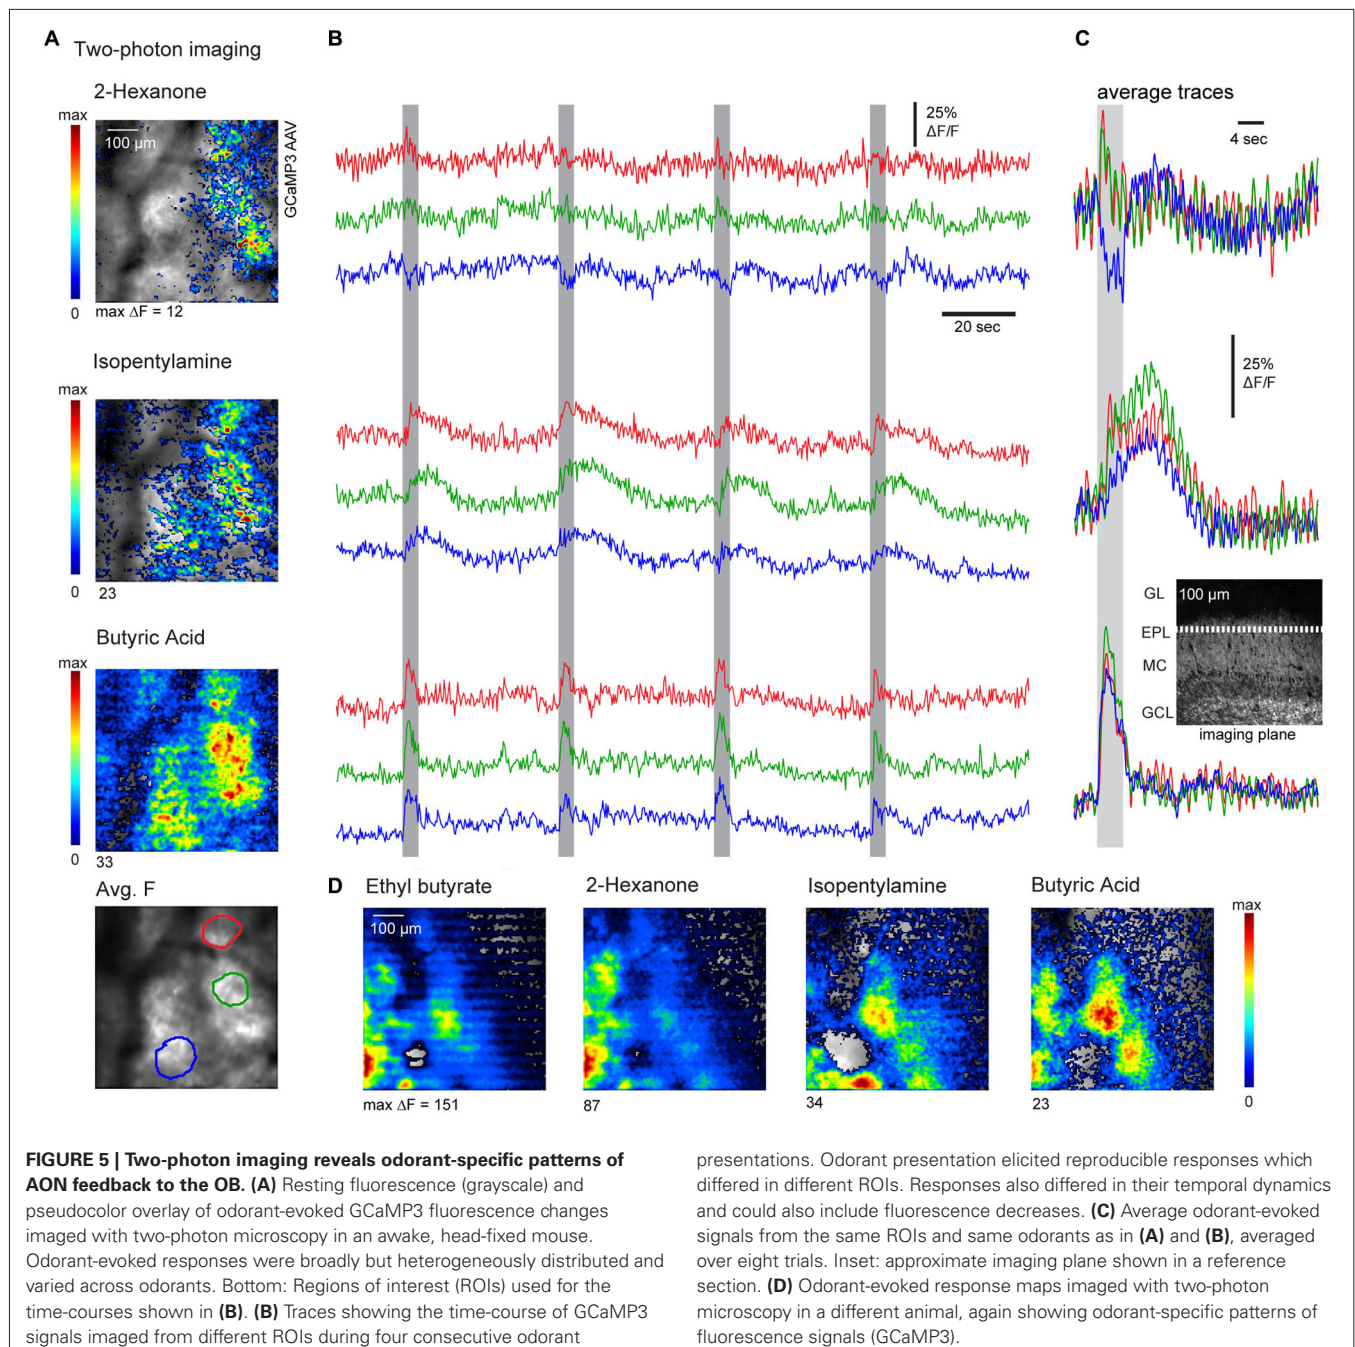 A
Two-photon imaging
2-Hexanone
max
100 µm
GCaMP3 AAV
0
max ΔF = 12
Isopentylamine
max
0
23
Butyric Acid
max
0
33
Avg. F
B
25%
ΔF/F
20 sec
C
average traces
4 sec
25%
ΔF/F
GL
100 µm
EPL
MC
GCL
imaging plane
D
Ethyl butyrate
100 µm
max ΔF = 151
2-Hexanone
87
Isopentylamine
34
Butyric Acid
23
max
0
FIGURE 5 | Two-photon imaging reveals odorant-specific patterns of
AON feedback to the OB. (A) Resting fluorescence (grayscale) and
pseudocolor overlay of odorant-evoked GCaMP3 fluorescence changes
imaged with two-photon microscopy in an awake, head-fixed mouse.
Odorant-evoked responses were broadly but heterogeneously distributed and
varied across odorants. Bottom: Regions of interest (ROIs) used for the
time-courses shown in (B). (B) Traces showing the time-course of GCaMP3
signals imaged from different ROIs during four consecutive odorant
presentations. Odorant presentation elicited reproducible responses which
differed in different ROIs. Responses also differed in their temporal dynamics
and could also include fluorescence decreases. (C) Average odorant-evoked
signals from the same ROIs and same odorants as in (A) and (B), averaged
over eight trials. Inset: approximate imaging plane shown in a reference
section. (D) Odorant-evoked response maps imaged with two-photon
microscopy in a different animal, again showing odorant-specific patterns of
fluorescence signals (GCaMP3).